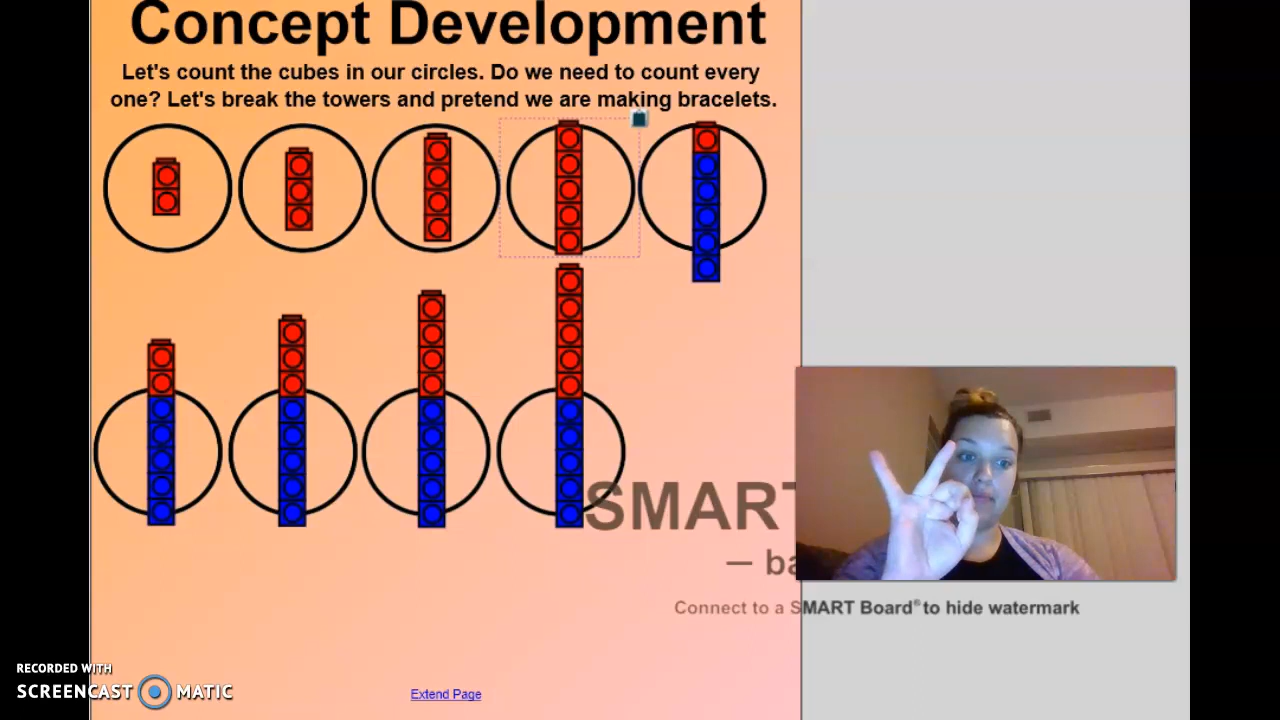 Concept Development
Let's count the cubes in our circles. Do we need to count every
one? Let's break the towers and pretend we are making bracelets.
SMART
— ba
Connect to a SMART Board® to hide watermark
RECORDED WITH
SCREENCAST MATIC
Extend Page